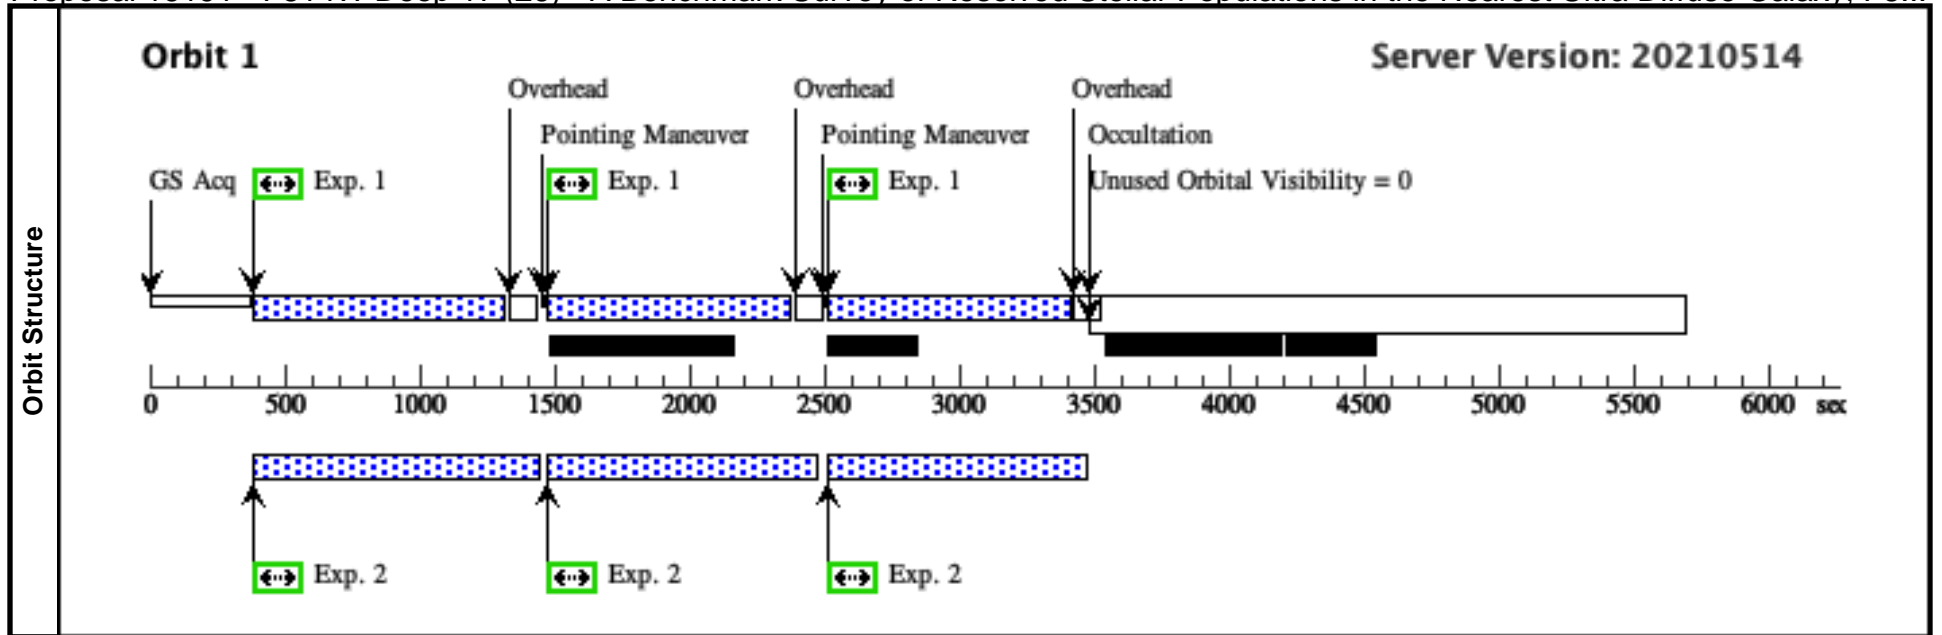 Orbit 1
Server Version: 20210514
Overhead Overhead Overhead
Pointing Maneuver Pointing Maneuver Occultation
GS Acq Exp. 1 Exp. 1 Exp. 1 Unused Orbital Visibility = 0
Orbit Structure
0 500 1000 1500 2000 2500 3000 3500 4000 4500 5000 5500 6000 sec
Exp. 2 Exp. 2 Exp. 2